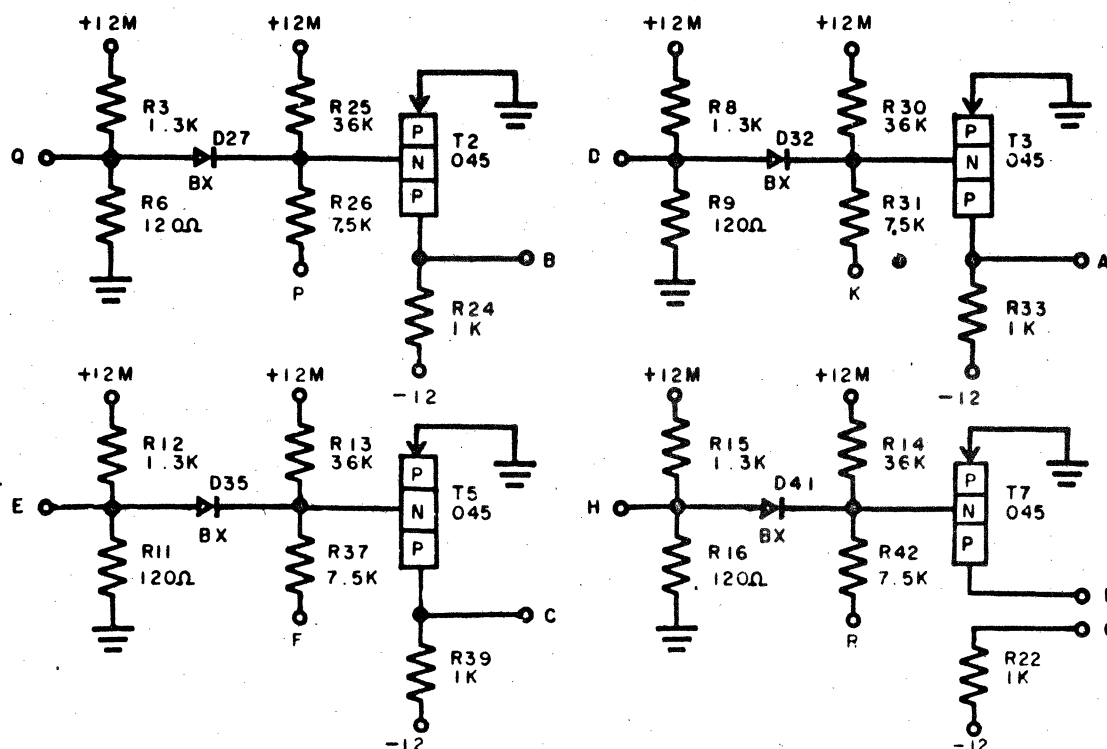 +12M
+12M
R3
1.3K
D27
BX
R25
36K
P
N
P
T2
045
Q
R6
120Ω
R26
7.5K
P
B
R24
1K
-12
+12M
+12M
R8
1.3K
D32
BX
R30
36K
P
N
P
T3
045
D
R9
120Ω
R31
7.5K
K
A
R33
1K
-12
+12M
+12M
R12
1.3K
D35
BX
R13
36K
P
N
P
T5
045
E
R11
120Ω
R37
7.5K
F
C
R39
1K
-12
+12M
+12M
R15
1.3K
D41
BX
R14
36K
P
N
P
T7
045
H
R16
120Ω
R42
7.5K
R
R22
1K
-12